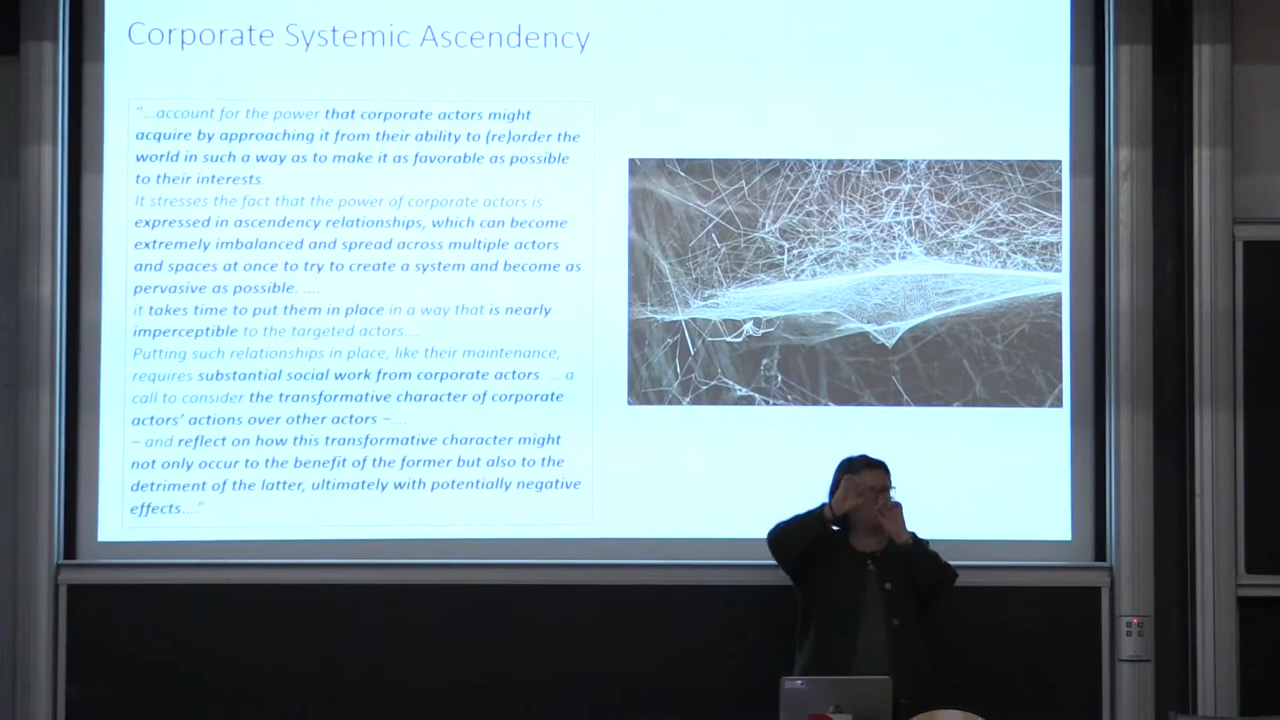 Corporate Systemic Ascendency
"...account for the power that corporate actors might
acquire by approaching it from their ability to (re)order the
world in such a way as to make it as favorable as possible
to their interests.
It stresses the fact that the power of corporate actors is
expressed in ascendency relationships, which can become
extremely imbalanced and spread across multiple actors
and spaces at once to try to create a system and become as
pervasive as possible. ....
it takes time to put them in place in a way that is nearly
imperceptible to the targeted actors....
Putting such relationships in place, like their maintenance,
requires substantial social work from corporate actors. ... a
call to consider the transformative character of corporate
actors' actions over other actors –....
– and reflect on how this transformative character might
not only occur to the benefit of the former but also to the
detriment of the latter, ultimately with potentially negative
effects...."